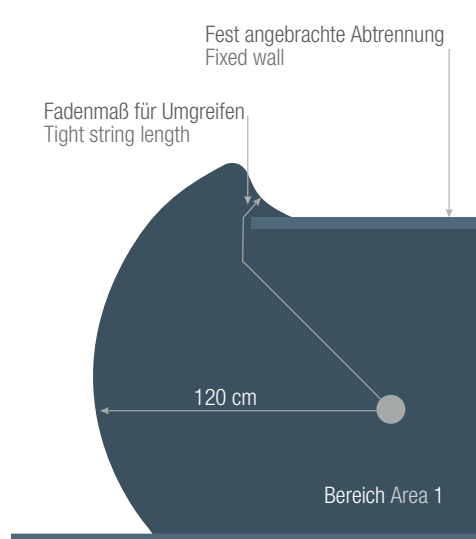 Fest angebrachte Abtrennung
Fixed wall
Fadenmaß für Umgreifen
Tight string length
120 cm
Bereich Area 1